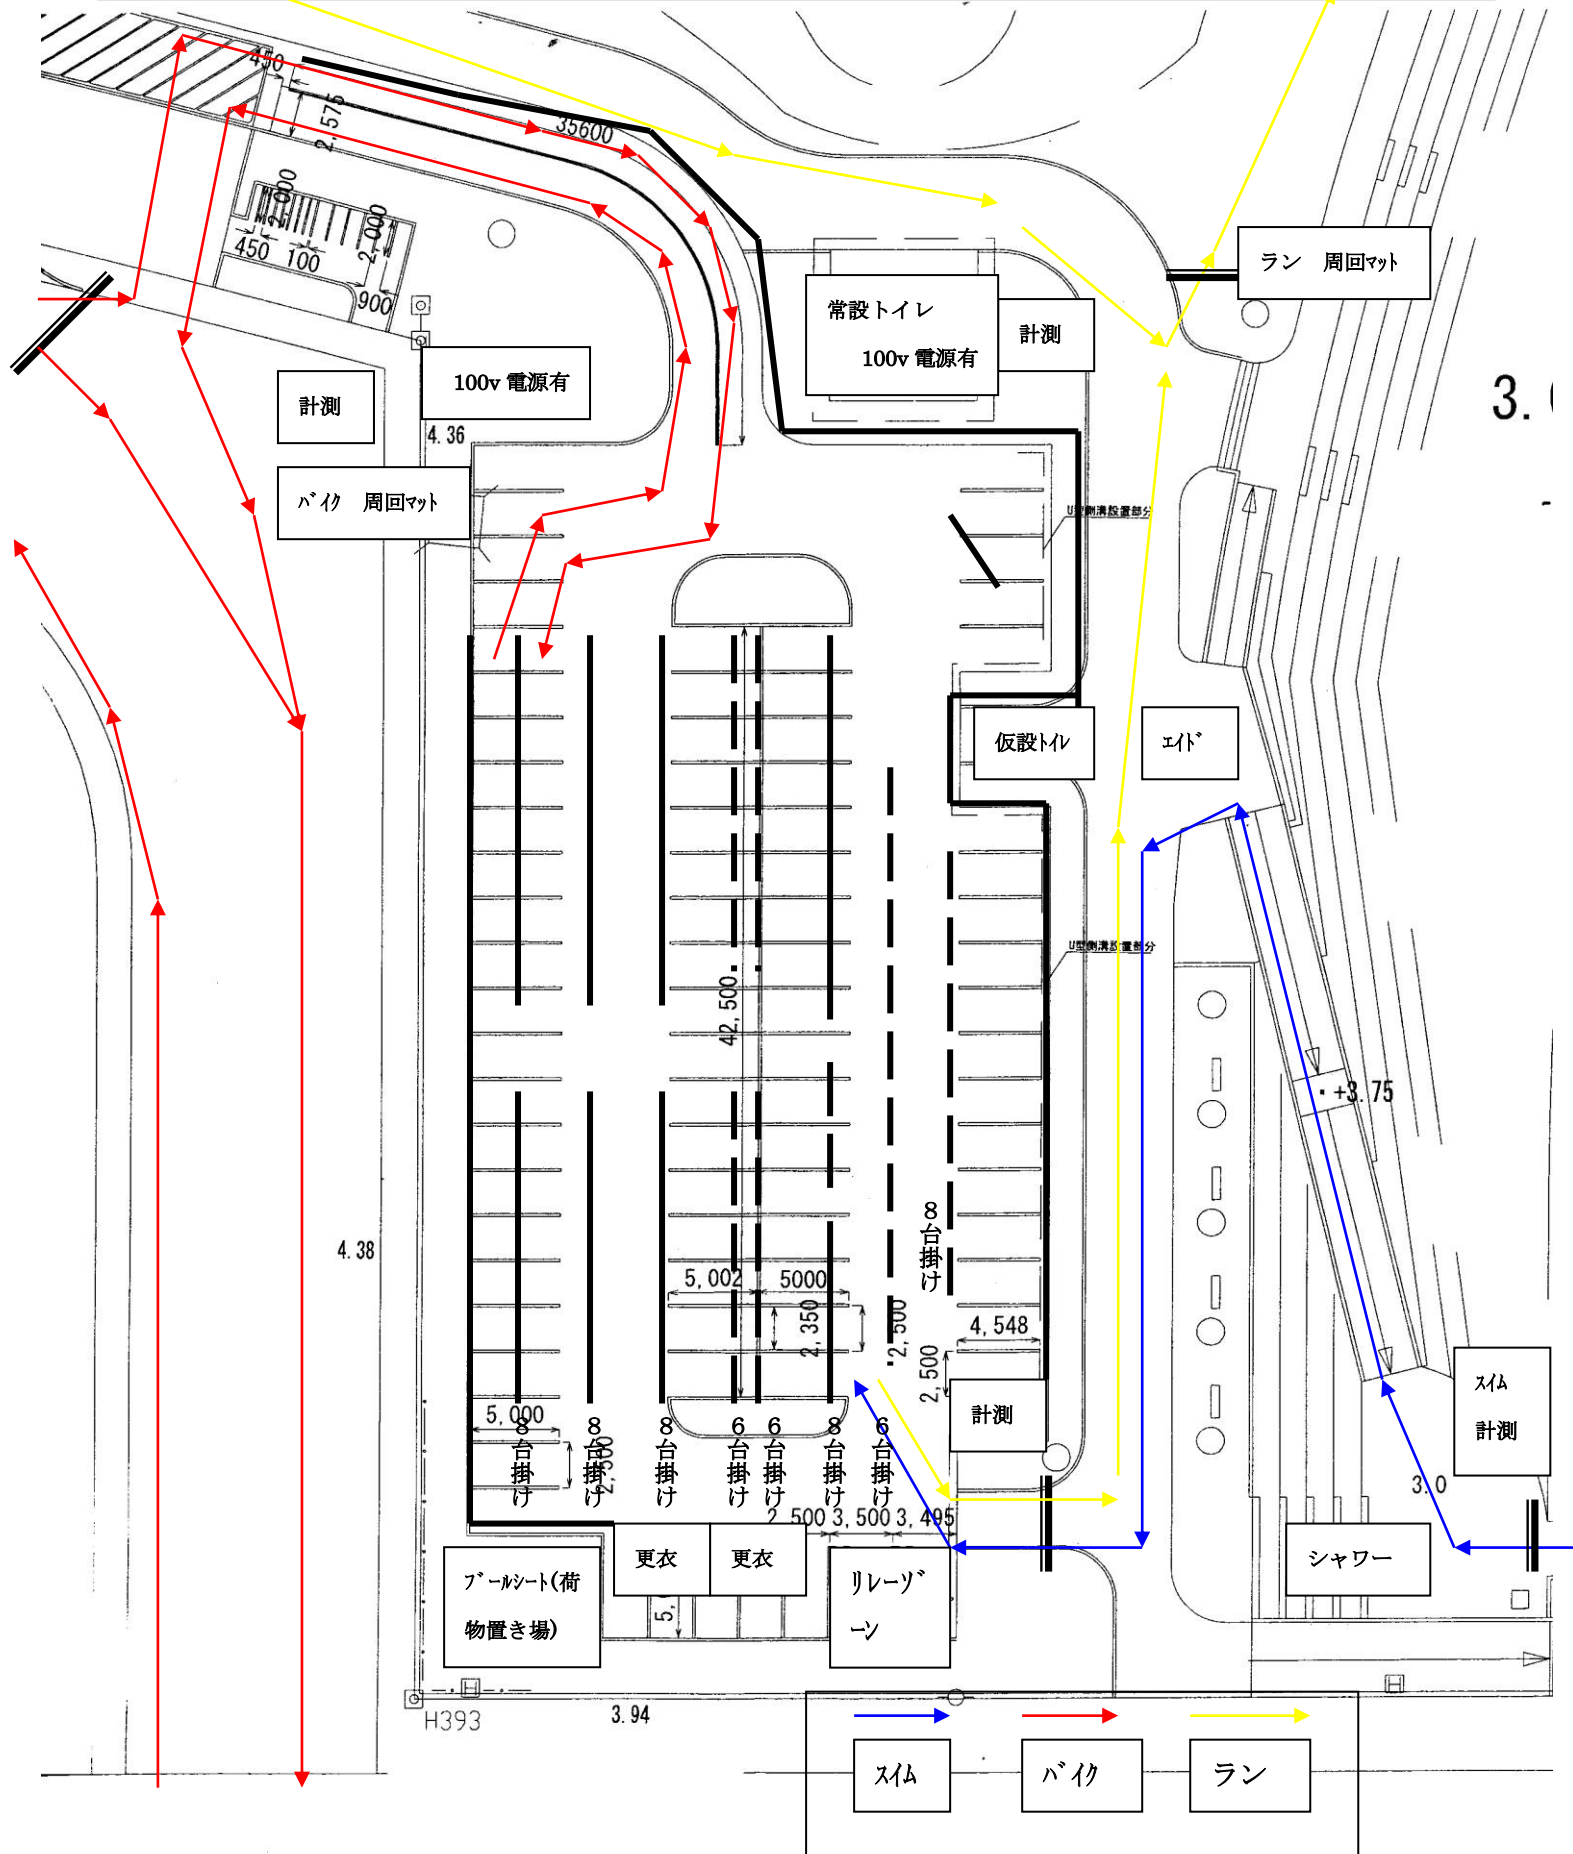 450
2,575
35600
2,000
2,000
450
100
900
ラン 周回マット
常設トイレ
100v 電源有
計測
100v 電源有
計測
4.36
バイク 周回マット
U型側溝設置部分
仮設トイレ
エイド
U型側溝設置部分
42,500
+3.75
8台掛け
4.38
5,002
5000
2,350
2,500
4,548
2,500
計測
スイム
計測
5,000
2,500
8台掛け
8台掛け
8台掛け
6台掛け
6台掛け
8台掛け
6台掛け
3.0
2,500
3,500
3,495
更衣
更衣
シャワー
ブールシート(荷
物置き場)
リレーゾ
ーン
H
H
H393
3.94
スイム
バイク
ラン